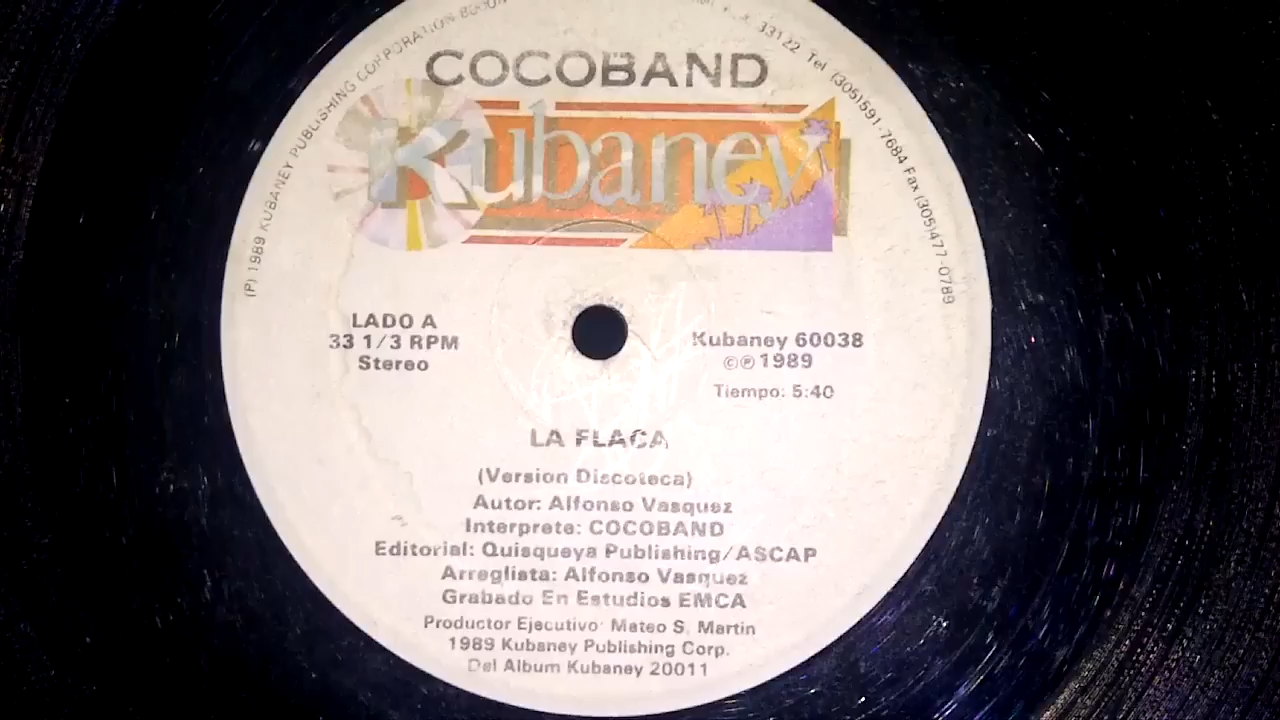 (P) 1989 KUBANEY PUBLISHING CORPORATION
33122 Tel (305)591-7684 Fax (305)477-0789
COCOBAND
Kubaney
LADO A
33 1/3 RPM
Stereo
Kubaney 60038
©℗ 1989
Tiempo: 5:40
LA FLACA
(Version Discoteca)
Autor: Alfonso Vasquez
Interprete: COCOBAND
Editorial: Quisqueya Publishing/ASCAP
Arreglista: Alfonso Vasquez
Grabado En Estudios EMCA
Productor Ejecutivo: Mateo S. Martin
1989 Kubaney Publishing Corp.
Del Album Kubaney 20011